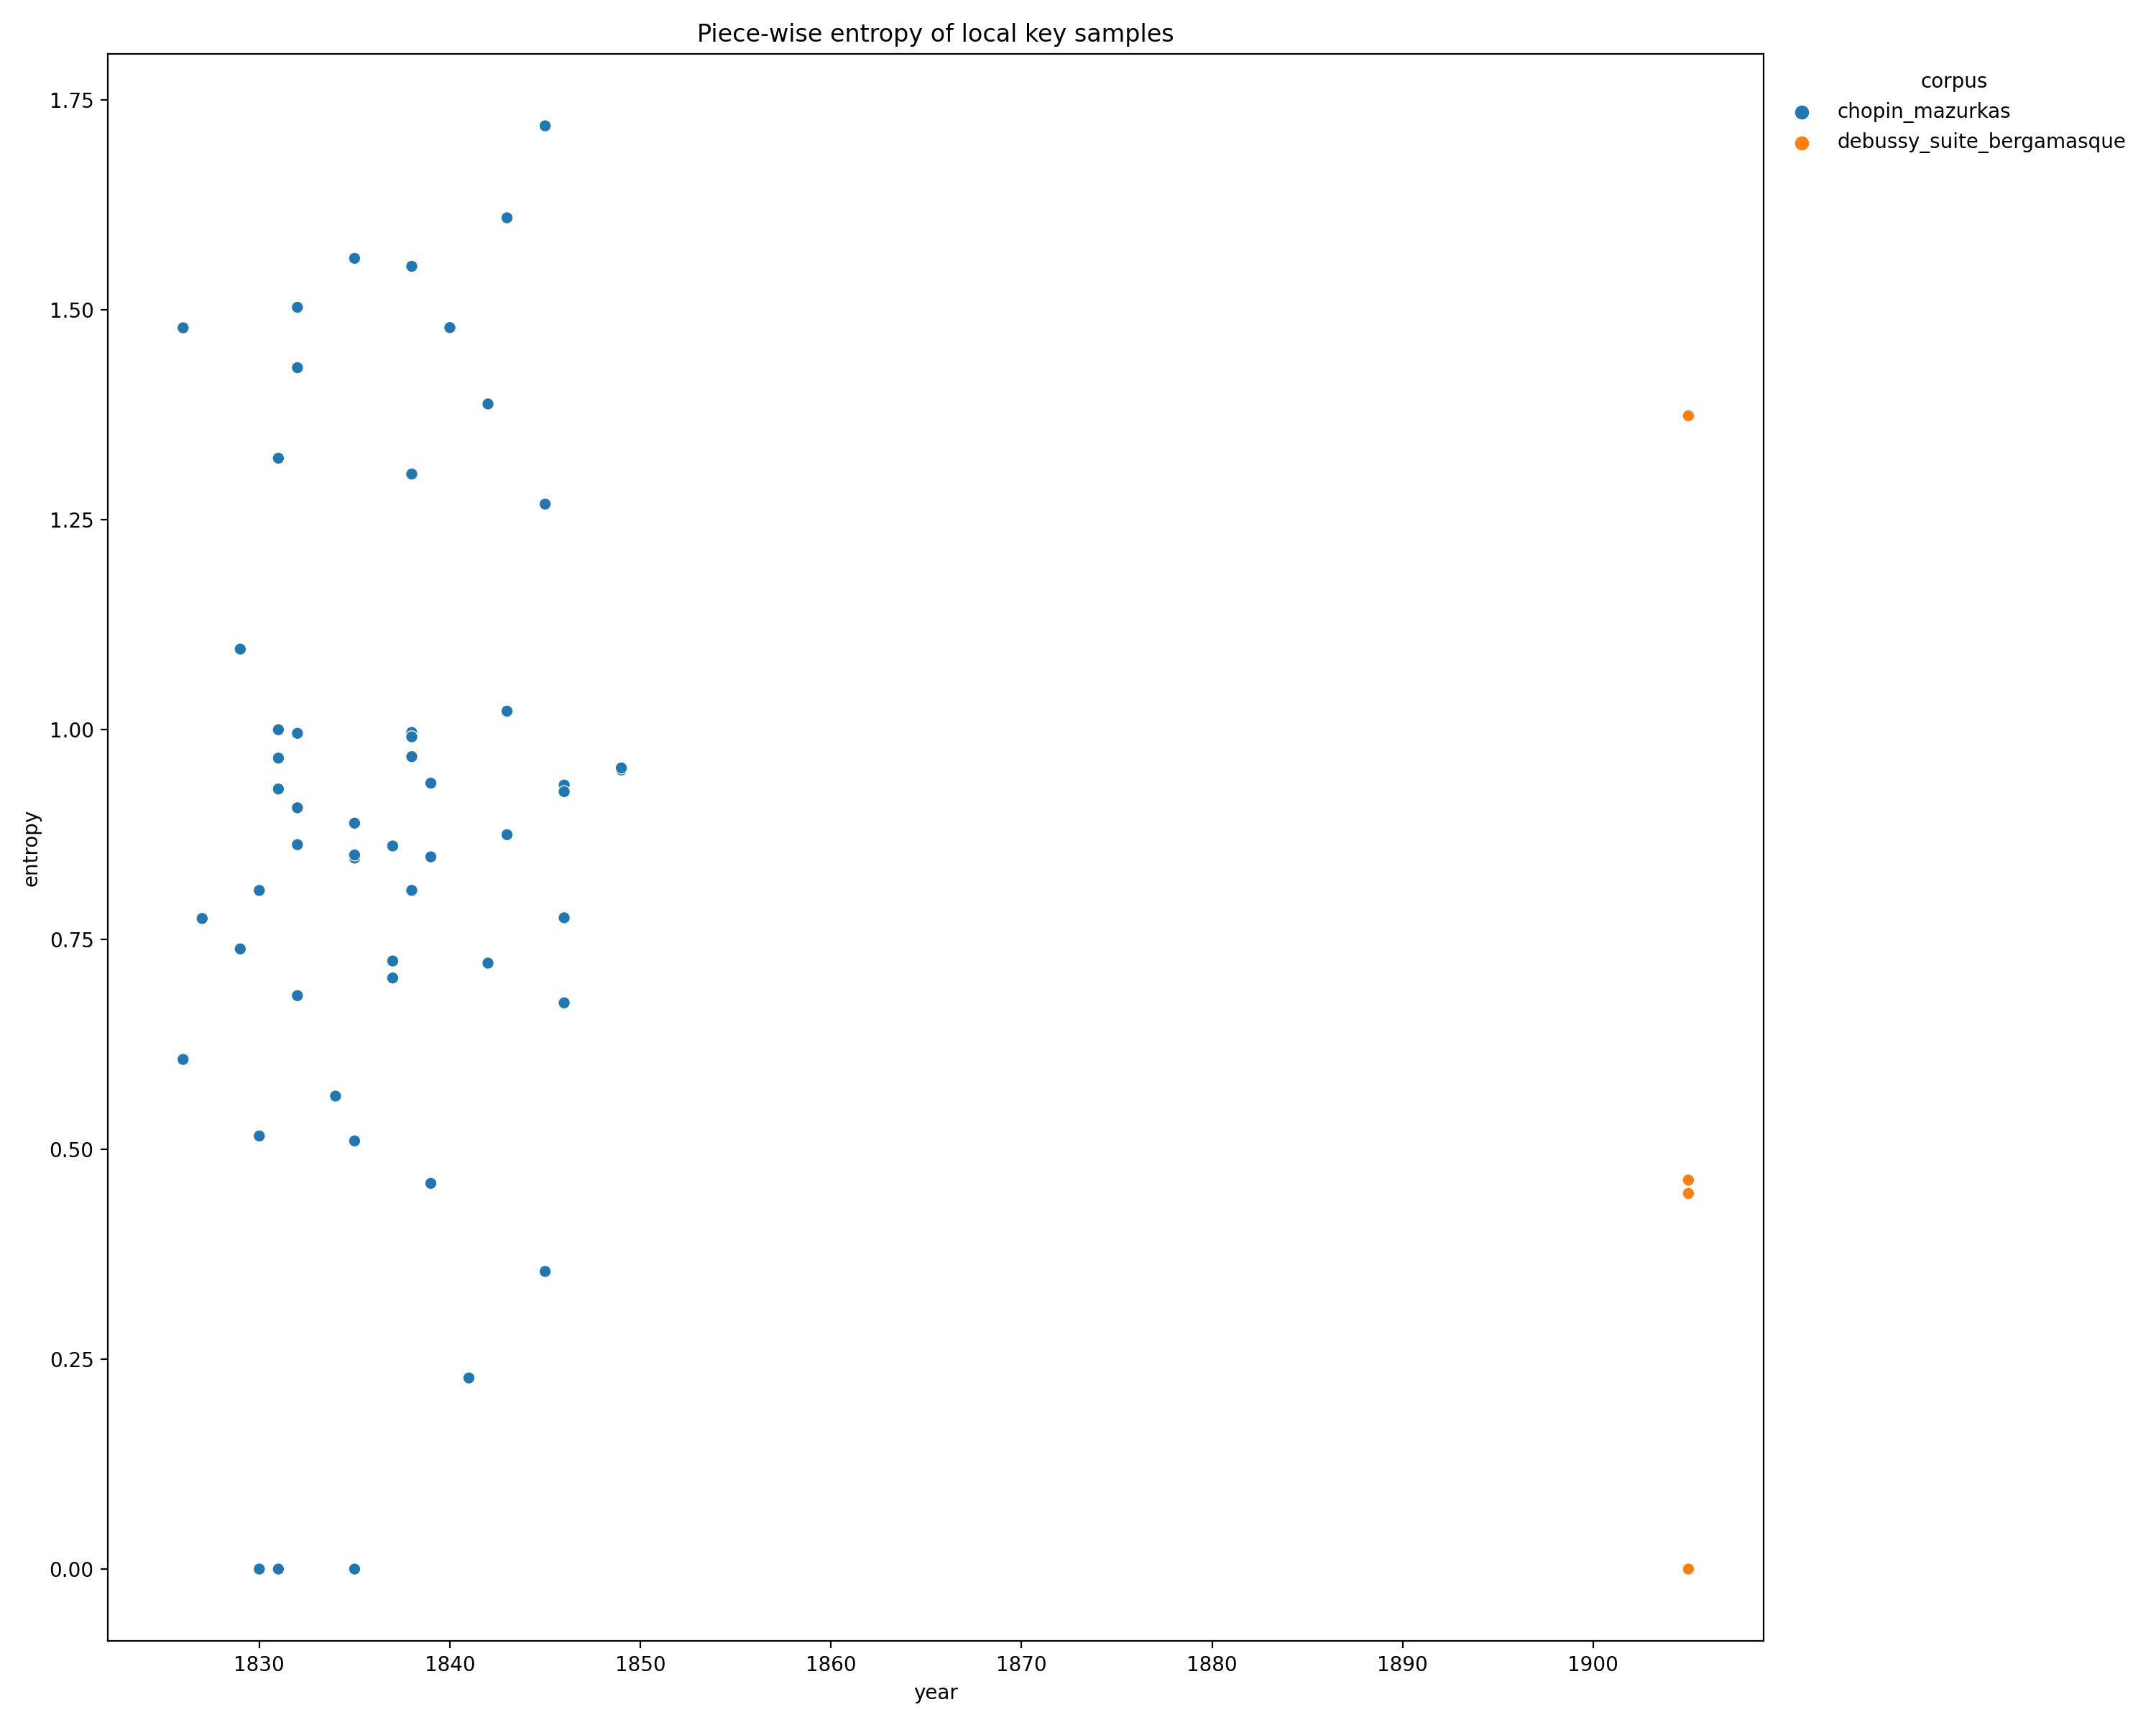 Piece-wise entropy of local key samples
corpus
chopin_mazurkas
debussy_suite_bergamasque
entropy
1.75
1.50
1.25
1.00
0.75
0.50
0.25
0.00
1830 1840 1850 1860 1870 1880 1890 1900
year